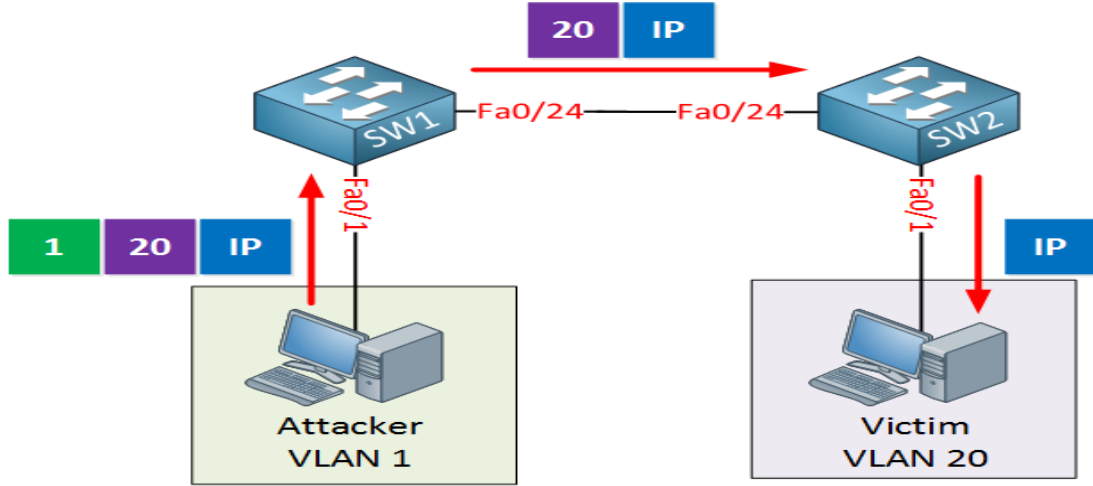 20 IP
SW1
Fa0/24 Fa0/24
SW2
Fa0/1
Fa0/1
1 20 IP
IP
Attacker
VLAN 1
Victim
VLAN 20